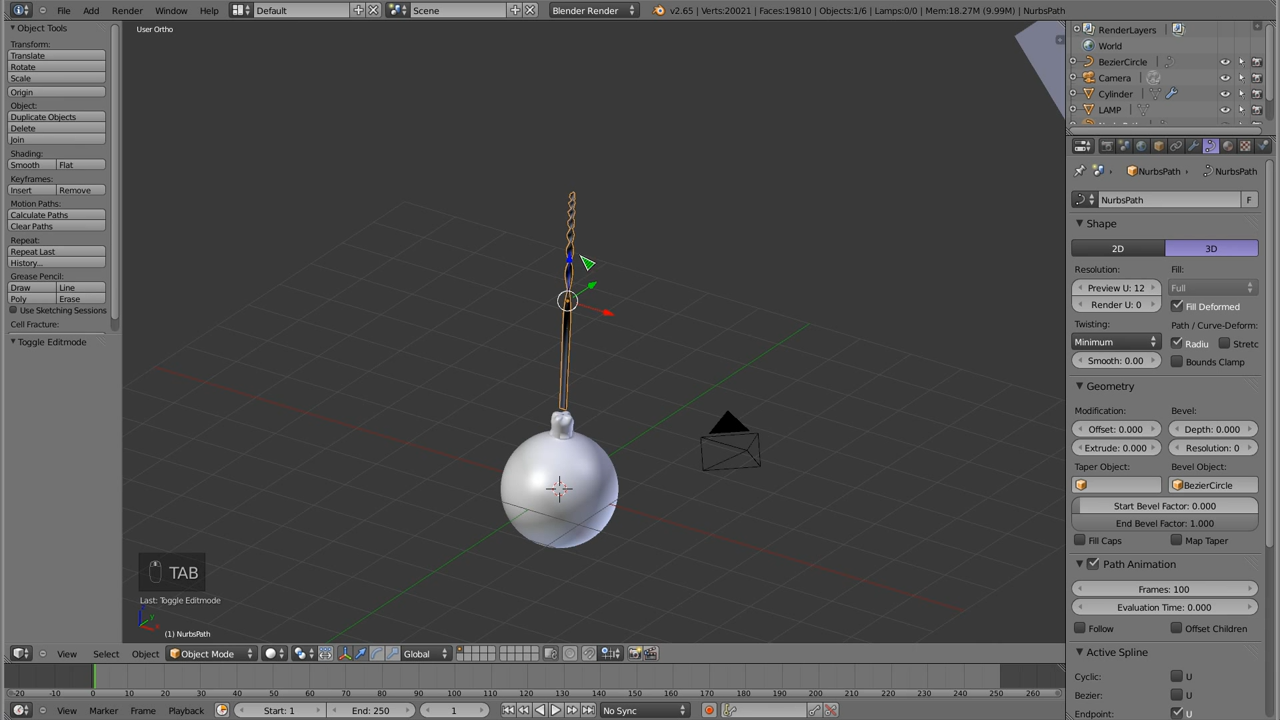 File Add Render Window Help Default Scene Blender Render v2.65 | Verts:20021 | Faces:19810 | Objects:1/6 | Lamps:0/0 | Mem:18.27M (9.99M) | NurbsPath
Object Tools
Transform:
Translate
Rotate
Scale
Origin
Object:
Duplicate Objects
Delete
Join
Shading:
Smooth Flat
Keyframes:
Insert Remove
Motion Paths:
Calculate Paths
Clear Paths
Repeat:
Repeat Last
History...
Grease Pencil:
Draw Line
Poly Erase
Use Sketching Sessions
Cell Fracture:
Toggle Editmode
User Ortho
TAB
Last: Toggle Editmode
(1) NurbsPath
RenderLayers
World
BezierCircle
Camera
Cylinder
LAMP
NurbsPath NurbsPath
NurbsPath F
Shape
2D 3D
Resolution: Fill:
Preview U: 12 Full
Render U: 0 Fill Deformed
Twisting: Path / Curve-Deform:
Minimum Radiu Stretc
Smooth: 0.00 Bounds Clamp
Geometry
Modification: Bevel:
Offset: 0.000 Depth: 0.000
Extrude: 0.000 Resolution: 0
Taper Object: Bevel Object:
BezierCircle
Start Bevel Factor: 0.000
End Bevel Factor: 1.000
Fill Caps Map Taper
Path Animation
Frames: 100
Evaluation Time: 0.000
Follow Offset Children
Active Spline
Cyclic: U
Bezier: U
Endpoint: U
View Select Object Object Mode Global
-20 -10 0 10 20 30 40 50 60 70 80 90 100 110 120 130 140 150 160 170 180 190 200 210 220 230 240 250 260
View Marker Frame Playback Start: 1 End: 250 1 No Sync